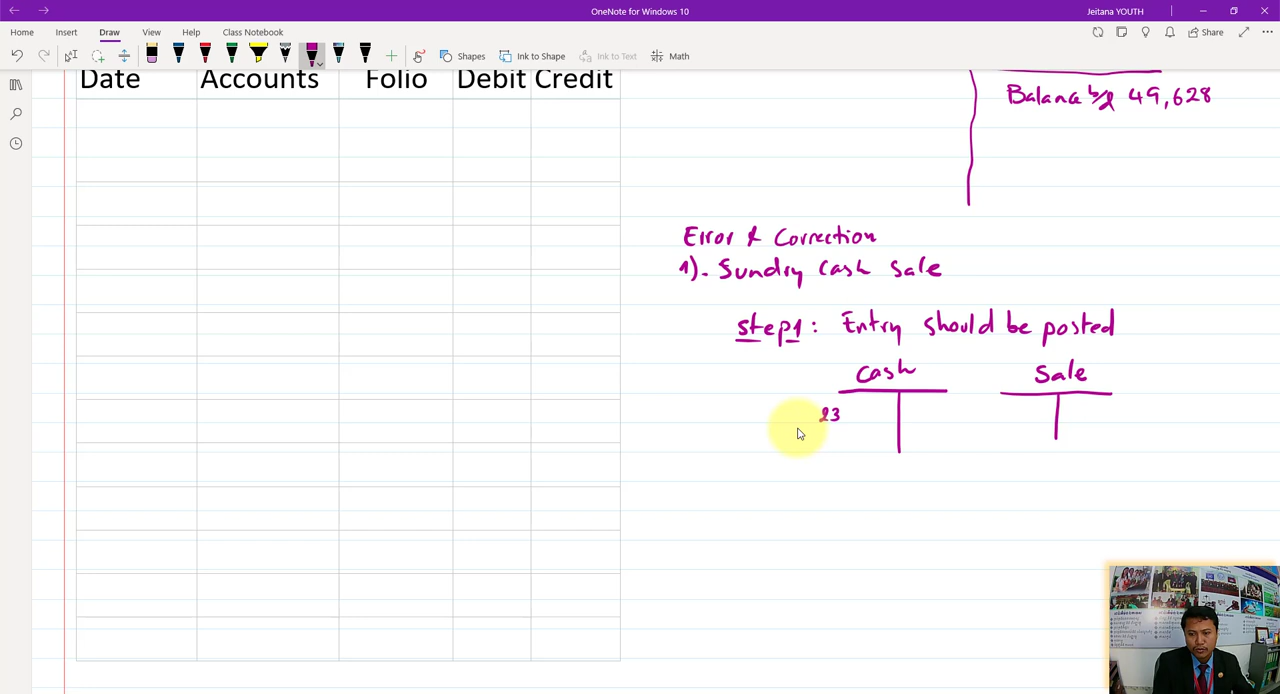 OneNote for Windows 10
Jeitana YOUTH
Home Insert Draw View Help Class Notebook
Share
Shapes Ink to Shape Ink to Text Math
Date Accounts Folio Debit Credit
Balance b/d 49,628
Error & Correction
1). Sundry cash sale
step1: Entry should be posted
cash Sale
23